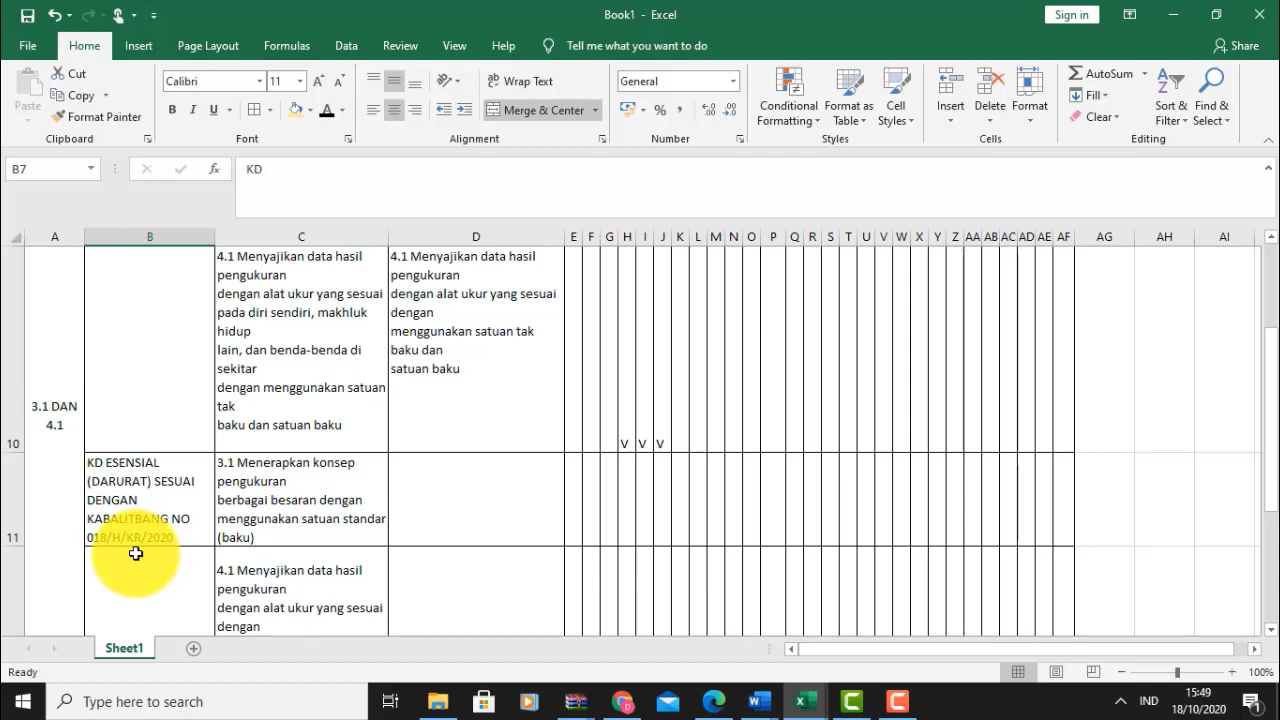 Book1 - Excel
Sign in
File
Home
Insert
Page Layout
Formulas
Data
Review
View
Help
Tell me what you want to do
Share
Paste
Cut
Copy
Format Painter
Clipboard
Calibri
11
B I U
Font
Wrap Text
Merge & Center
Alignment
General
Number
Conditional
Formatting
Format as
Table
Cell
Styles
Styles
Insert
Delete
Format
Cells
AutoSum
Fill
Clear
Sort &
Filter
Find &
Select
Editing
B7
fx
KD
A B C D E F G H I J K L M N O P Q R S T U V W X Y Z AA AB AC AD AE AF AG AH AI
10
3.1 DAN
4.1
4.1 Menyajikan data hasil
pengukuran
dengan alat ukur yang sesuai
pada diri sendiri, makhluk
hidup
lain, dan benda-benda di
sekitar
dengan menggunakan satuan
tak
baku dan satuan baku
4.1 Menyajikan data hasil
pengukuran
dengan alat ukur yang sesuai
dengan
menggunakan satuan tak
baku dan
satuan baku
V V V
11
KD ESENSIAL
(DARURAT) SESUAI
DENGAN
KABALITBANG NO
018/H/KR/2020
3.1 Menerapkan konsep
pengukuran
berbagai besaran dengan
menggunakan satuan standar
(baku)
4.1 Menyajikan data hasil
pengukuran
dengan alat ukur yang sesuai
dengan
Sheet1
Ready
100%
Type here to search
IND
15:49
18/10/2020
1